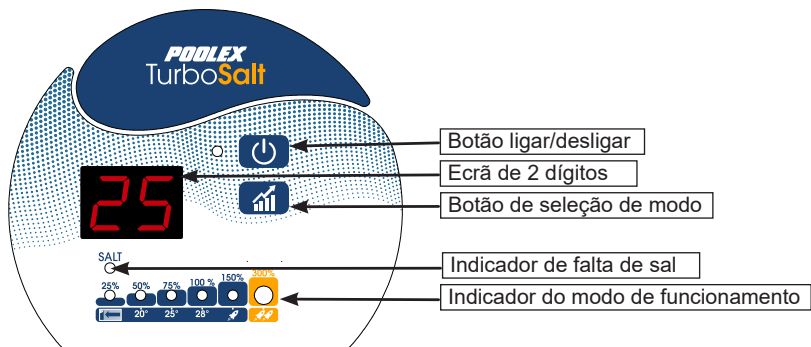 POOLEX
TurboSalt
Botão ligar/desligar
Ecrã de 2 dígitos
25
Botão de seleção de modo
SALT
Indicador de falta de sal
25% 50% 75% 100 % 150% 300%
Indicador do modo de funcionamento
20° 25° 28°